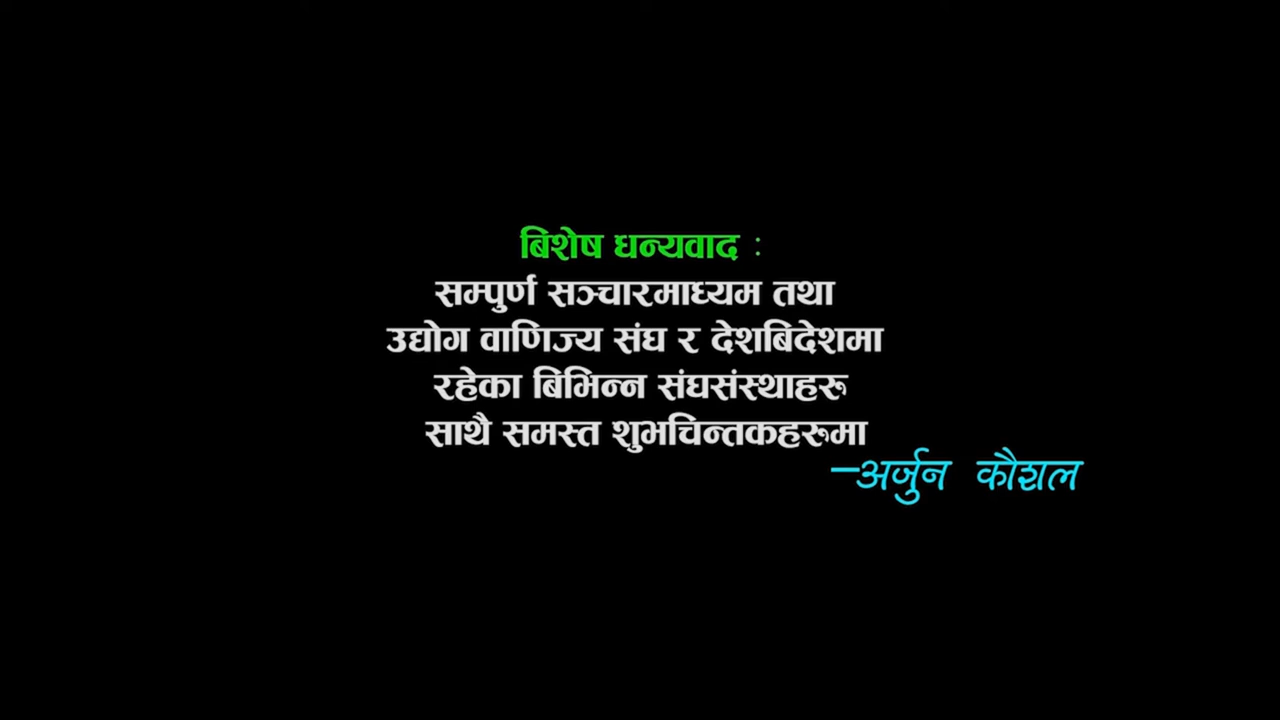 बिशेष धन्यवाद :
सम्पुर्ण सञ्चारमाध्यम तथा
उद्योग वाणिज्य संघ र देशबिदेशमा
रहेका बिभिन्न संघसंस्थाहरु
साथै समस्त शुभचिन्तकहरुमा
–अर्जुन कौशल